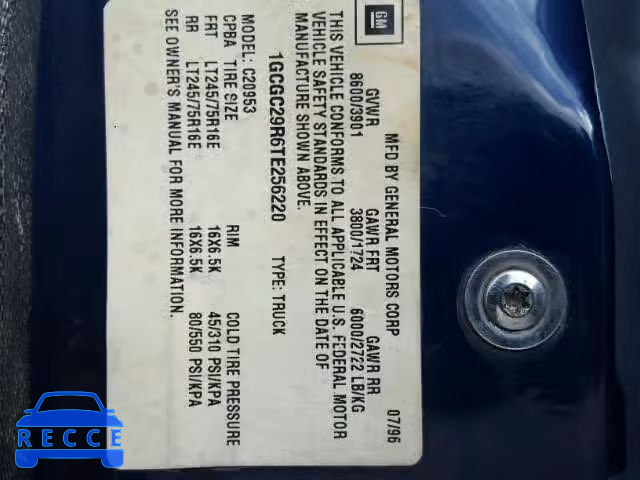 GM
MFD BY GENERAL MOTORS CORP 07/96
GVWR GAWR FRT GAWR RR
8600/3901 3800/1724 6000/2722 LB/KG
THIS VEHICLE CONFORMS TO ALL APPLICABLE U.S. FEDERAL MOTOR
VEHICLE SAFETY STANDARDS IN EFFECT ON THE DATE OF
MANUFACTURE SHOWN ABOVE.
1GCGC29R6TE256220 TYPE: TRUCK
MODEL: C20953
CPBA TIRE SIZE RIM COLD TIRE PRESSURE
FRT LT245/75R16E 16X6.5K 45/310 PSI/KPA
RR LT245/75R16E 16X6.5K 80/550 PSI/KPA
SEE OWNER'S MANUAL FOR MORE INFORMATION.
RECCE